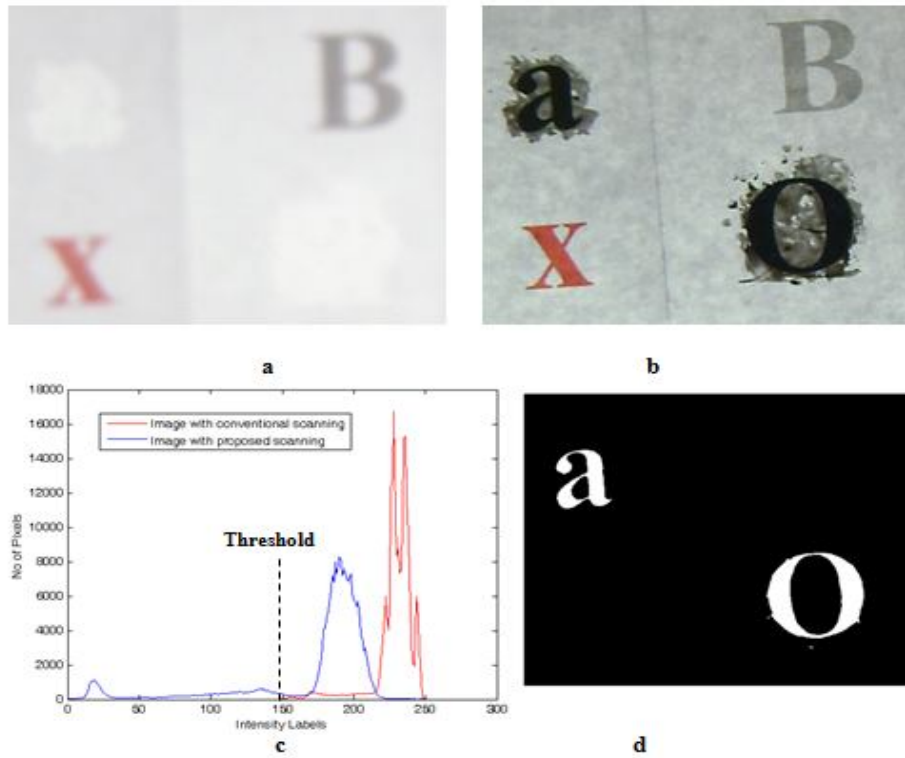 B
X
a
B
X
O
a
b
18000
16000
14000
12000
10000
8000
6000
4000
2000
0
No of Pixels
Image with conventional scanning
Image with proposed scanning
Threshold
0 50 100 150 200 250 300
Intensity Labels
a
O
c
d